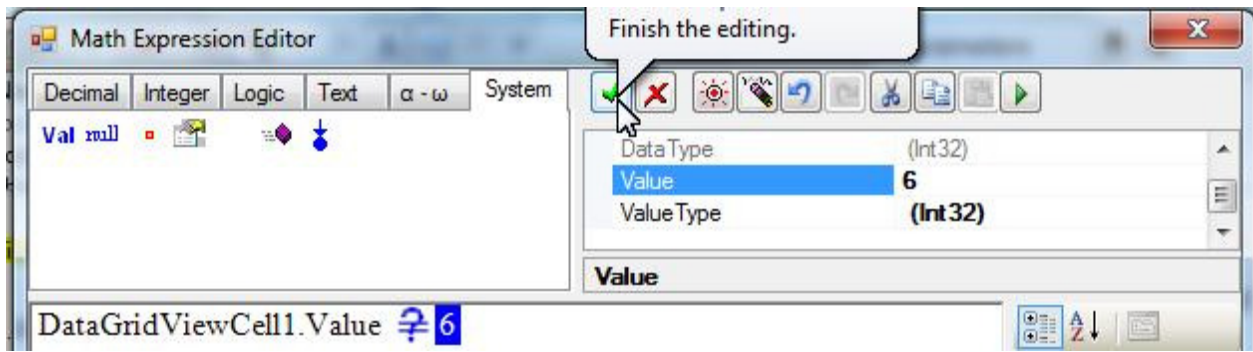 Math Expression Editor
Finish the editing.
Decimal Integer Logic Text α - ω System
Val null
DataType (Int32)
Value 6
ValueType (Int32)
Value
DataGridViewCell1.Value ≟ 6
A
Z